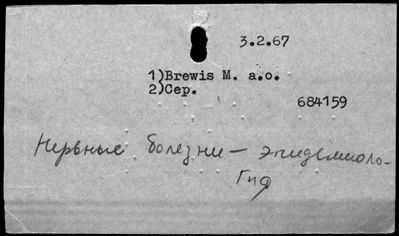 3.2.67
1)Brewis M. a.o.
2)Сер.
684159
Нервные болезни — эпидемиоло-
гия